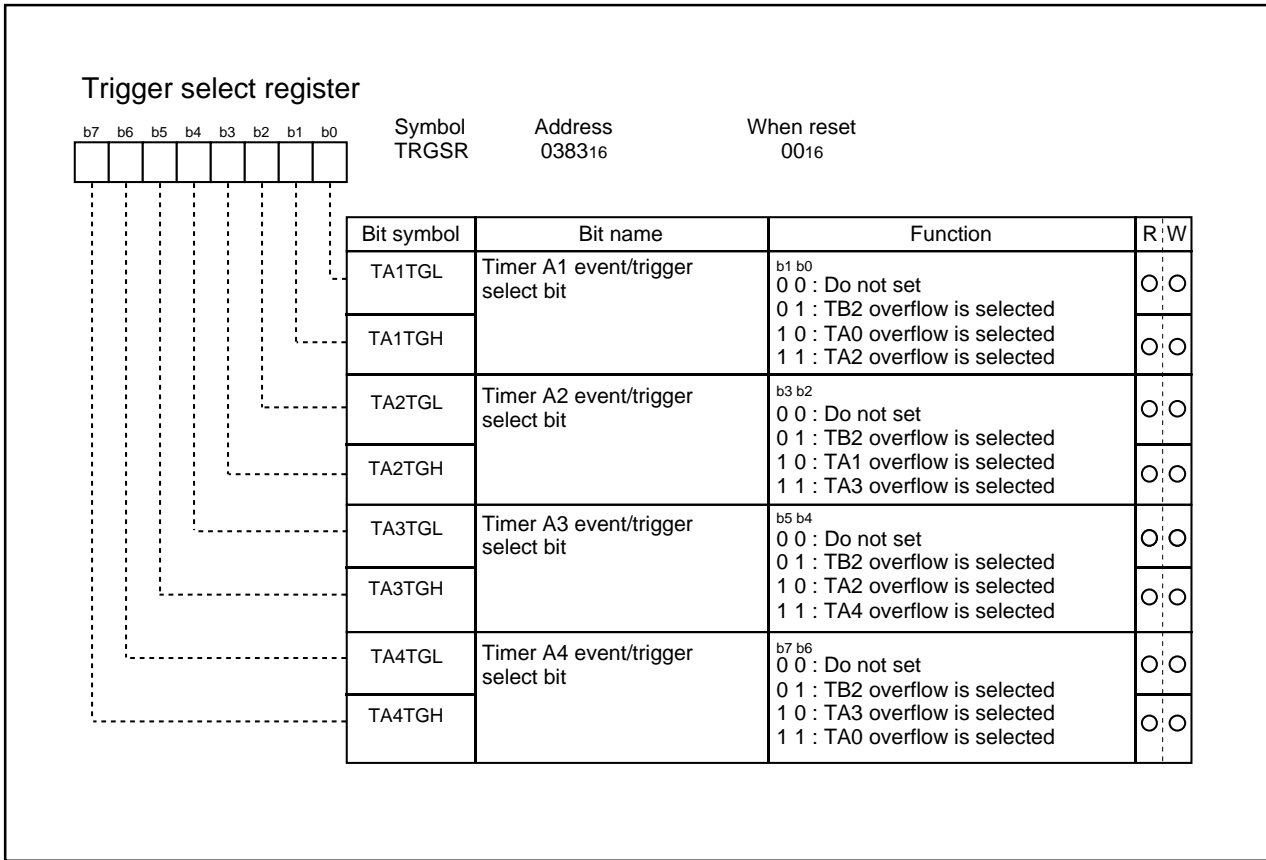 Trigger select register
b7 b6 b5 b4 b3 b2 b1 b0
Symbol Address When reset
TRGSR 038316 0016
Bit symbol Bit name Function R W
TA1TGL Timer A1 event/trigger select bit
b1 b0
0 0 : Do not set
0 1 : TB2 overflow is selected
TA1TGH
1 0 : TA0 overflow is selected
1 1 : TA2 overflow is selected
TA2TGL Timer A2 event/trigger select bit
b3 b2
0 0 : Do not set
0 1 : TB2 overflow is selected
TA2TGH
1 0 : TA1 overflow is selected
1 1 : TA3 overflow is selected
TA3TGL Timer A3 event/trigger select bit
b5 b4
0 0 : Do not set
0 1 : TB2 overflow is selected
TA3TGH
1 0 : TA2 overflow is selected
1 1 : TA4 overflow is selected
TA4TGL Timer A4 event/trigger select bit
b7 b6
0 0 : Do not set
0 1 : TB2 overflow is selected
TA4TGH
1 0 : TA3 overflow is selected
1 1 : TA0 overflow is selected